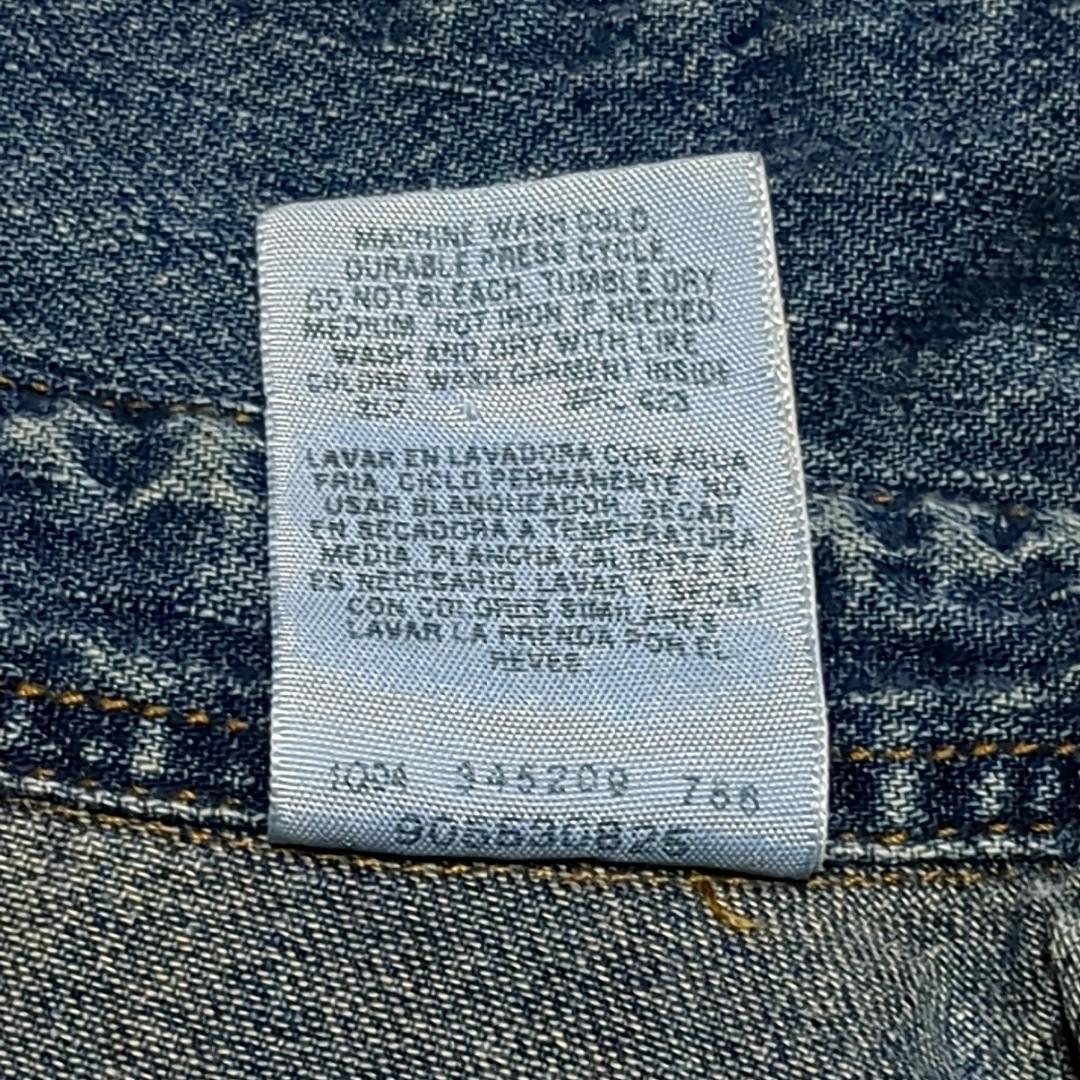 MACHINE WASH COLD,
DURABLE PRESS CYCLE.
DO NOT BLEACH. TUMBLE DRY
MEDIUM. HOT IRON IF NEEDED.
WASH AND DRY WITH LIKE
COLORS. WASH GARMENT INSIDE
423
LAVAR EN LAVADORA CON AGUA
FRIA, CICLO PERMANENTE. NO
USAR BLANQUEADOR. SECAR
EN SECADORA A TEMPERATURA
MEDIA. PLANCHA CALIENTE SI
ES NECESARIO. LAVAR Y SECAR
CON COLORES SIMILARES.
LAVAR LA PRENDA POR EL
REVES.